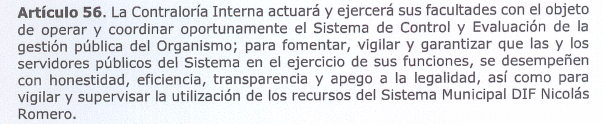 Artículo 56. La Contraloría Interna actuará y ejercerá sus facultades con el objeto
de operar y coordinar oportunamente el Sistema de Control y Evaluación de la
gestión pública del Organismo; para fomentar, vigilar y garantizar que las y los
servidores públicos del Sistema en el ejercicio de sus funciones, se desempeñen
con honestidad, eficiencia, transparencia y apego a la legalidad, así como para
vigilar y supervisar la utilización de los recursos del Sistema Municipal DIF Nicolás
Romero.